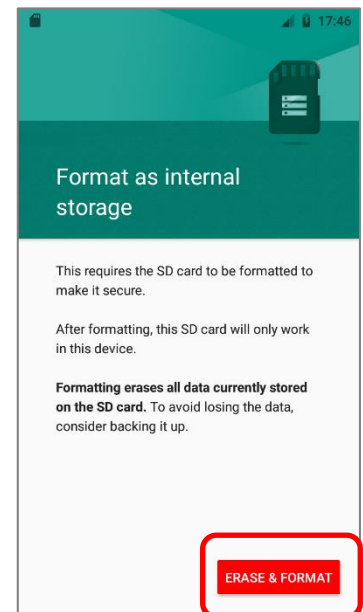 17:46
Format as internal
storage
This requires the SD card to be formatted to
make it secure.
After formatting, this SD card will only work
in this device.
Formatting erases all data currently stored
on the SD card. To avoid losing the data,
consider backing it up.
ERASE & FORMAT